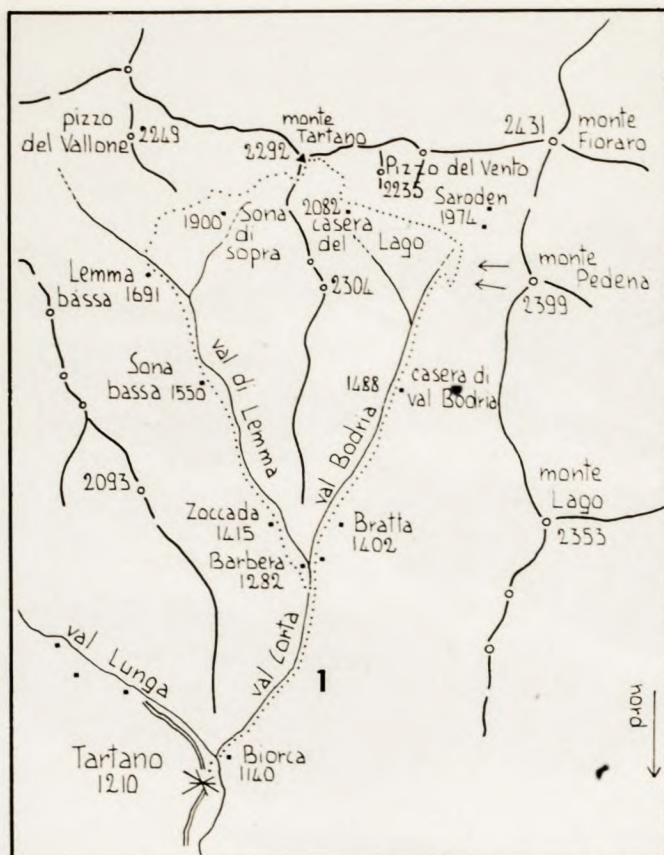 pizzo
del Vallone
2249
monte
Tartano
2292
2431
monte
Fioraro
Pizzo del Vento
2235
Saroden
1974
1900
Sona
di
sopra
2082
casera
del
Lago
monte
Pedena
2399
Lemma
bassa
1691
2304
Sona
bassa 1550
val di Lemma
1488
casera di
val Bodria
val Bodria
2093
Zoccada
1415
Barbera
1282
Bratta
1402
monte
Lago
2353
val Lunga
val Corta
1
nord
Tartano
1210
Biorca
1140